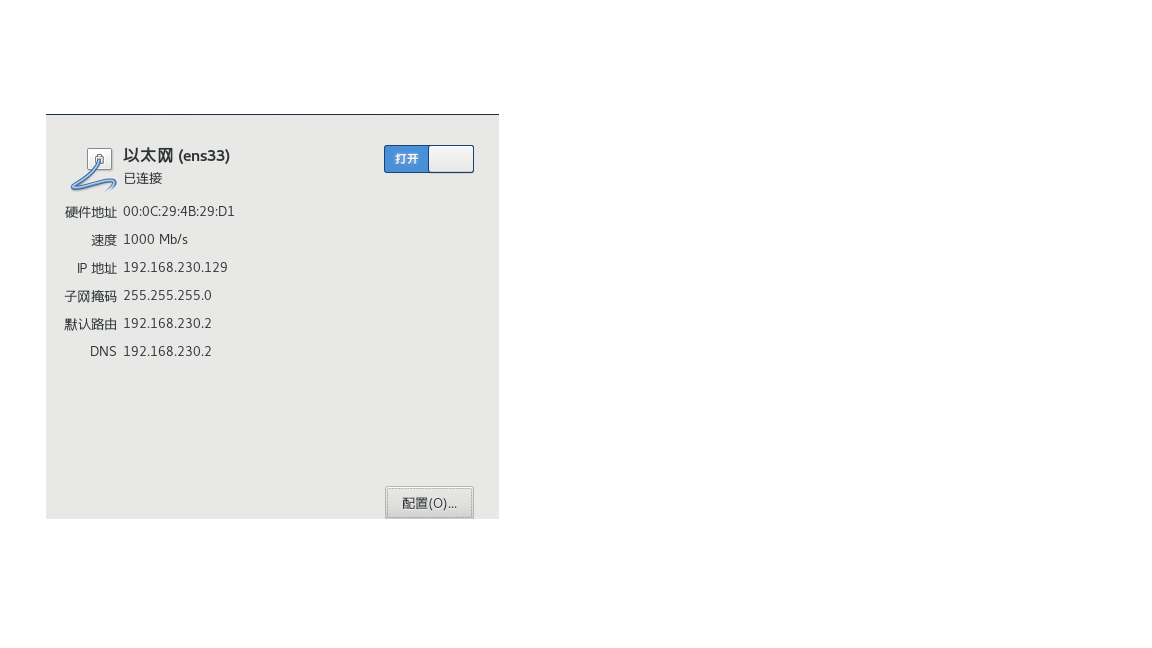 以太网 (ens33)
打开
已连接
硬件地址 00:0C:29:4B:29:D1
速度 1000 Mb/s
IP 地址 192.168.230.129
子网掩码 255.255.255.0
默认路由 192.168.230.2
DNS 192.168.230.2
配置(O)...